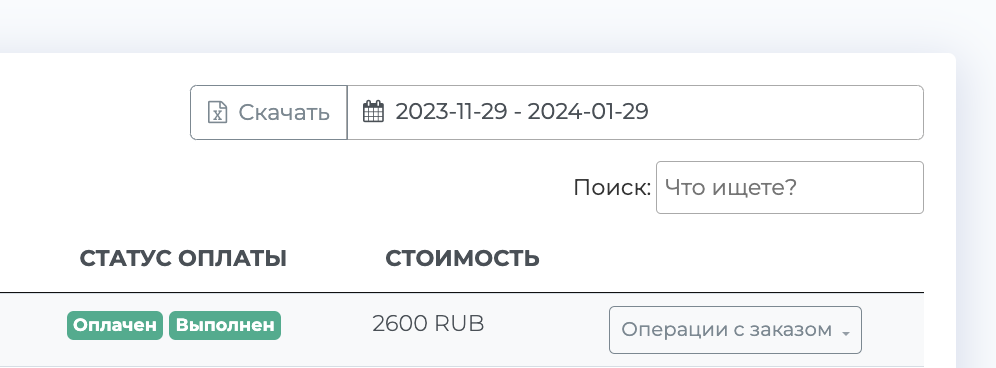 Скачать 2023-11-29 - 2024-01-29
Поиск: Что ищете?
СТАТУС ОПЛАТЫ СТОИМОСТЬ
Оплачен Выполнен 2600 RUB Операции с заказом